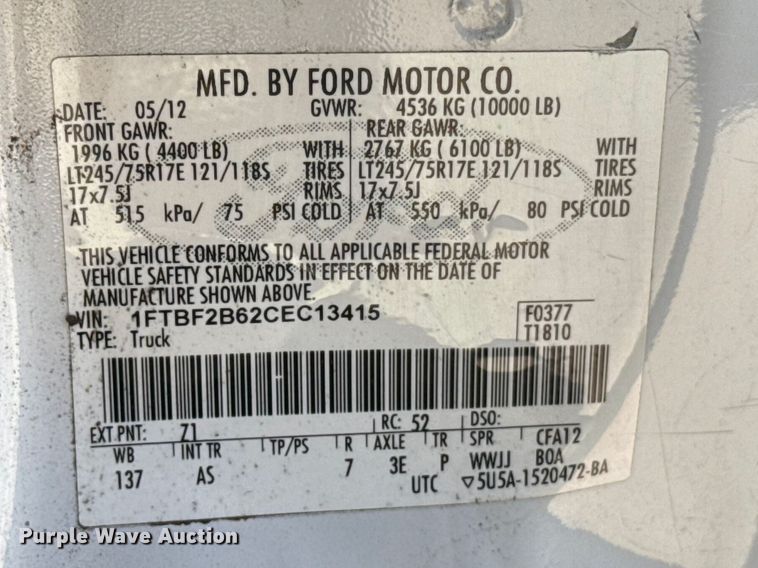 MFD. BY FORD MOTOR CO.
DATE: 05/12 GVWR: 4536 KG (10000 LB)
FRONT GAWR: REAR GAWR:
1996 KG ( 4400 LB) WITH 2767 KG ( 6100 LB) WITH
LT245/75R17E 121/118S TIRES LT245/75R17E 121/118S TIRES
17x7.5J RIMS 17x7.5J RIMS
AT 515 kPa/ 75 PSI COLD AT 550 kPa/ 80 PSI COLD
THIS VEHICLE CONFORMS TO ALL APPLICABLE FEDERAL MOTOR
VEHICLE SAFETY STANDARDS IN EFFECT ON THE DATE OF
MANUFACTURE SHOWN ABOVE.
VIN: 1FTBF2B62CEC13415 F0377
TYPE: Truck T1810
EXT PNT: Z1 RC: 52 DSO:
WB INT TR TP/PS R AXLE TR SPR CFA12
137 AS 7 3E P WWJJ BOA
UTC ▽5U5A-1520472-BA
Purple Wave Auction